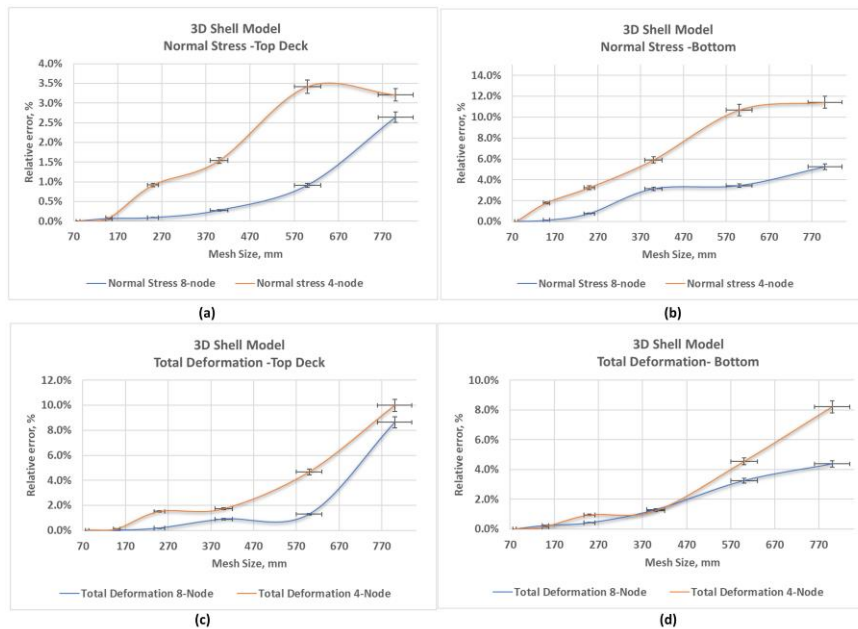 3D Shell Model
Normal Stress -Top Deck
4.0%
3.5%
3.0%
2.5%
2.0%
1.5%
1.0%
0.5%
0.0%
Relative error, %
70 170 270 370 470 570 670 770
Mesh Size, mm
Normal Stress 8-node Normal stress 4-node
(a)
3D Shell Model
Normal Stress -Bottom
14.0%
12.0%
10.0%
8.0%
6.0%
4.0%
2.0%
0.0%
Relative error, %
70 170 270 370 470 570 670 770
Mesh Size, mm
Normal Stress 8-node Normal stress 4-node
(b)
3D Shell Model
Total Deformation -Top Deck
12.0%
10.0%
8.0%
6.0%
4.0%
2.0%
0.0%
Relative error, %
70 170 270 370 470 570 670 770
Mesh Size, mm
Total Deformation 8-Node Total Deformation 4-Node
(c)
3D Shell Model
Total Deformation- Bottom
10.0%
8.0%
6.0%
4.0%
2.0%
0.0%
Relative error, %
70 170 270 370 470 570 670 770
Mesh Size, mm
Total Deformation 8-Node Total Deformation 4-Node
(d)